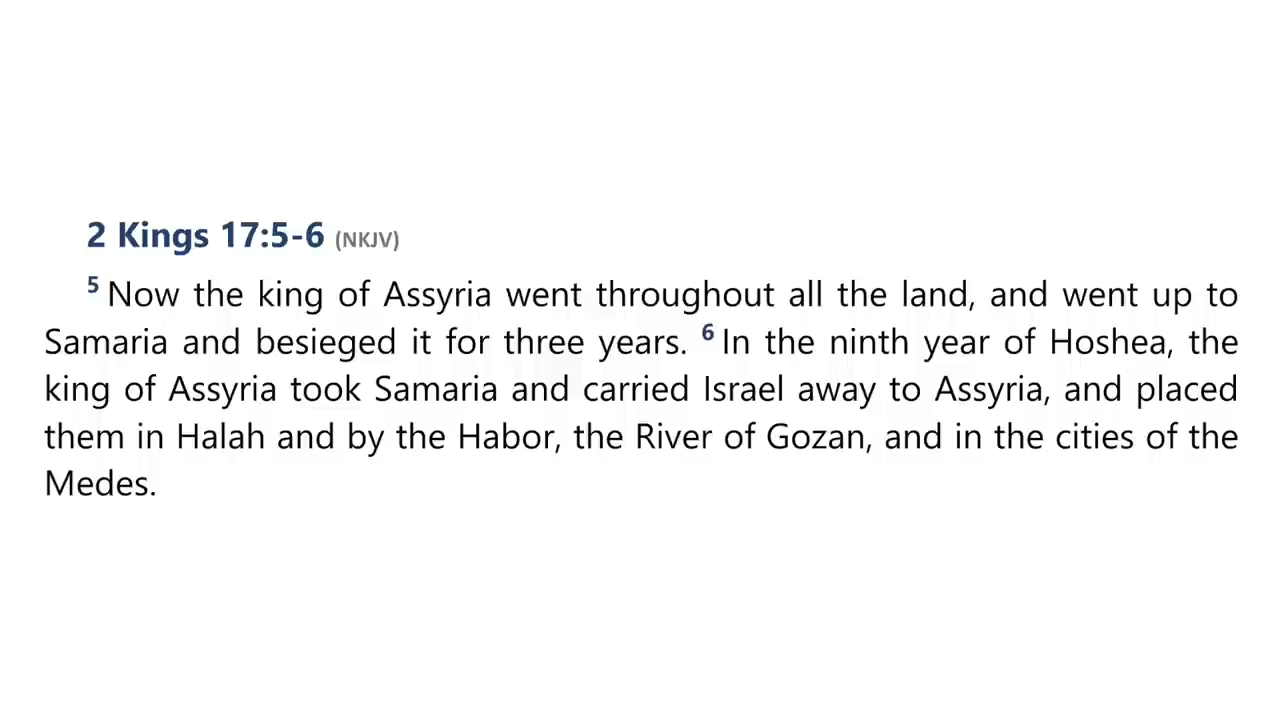 2 Kings 17:5-6 (NKJV)
5 Now the king of Assyria went throughout all the land, and went up to
Samaria and besieged it for three years. 6 In the ninth year of Hoshea, the
king of Assyria took Samaria and carried Israel away to Assyria, and placed
them in Halah and by the Habor, the River of Gozan, and in the cities of the
Medes.